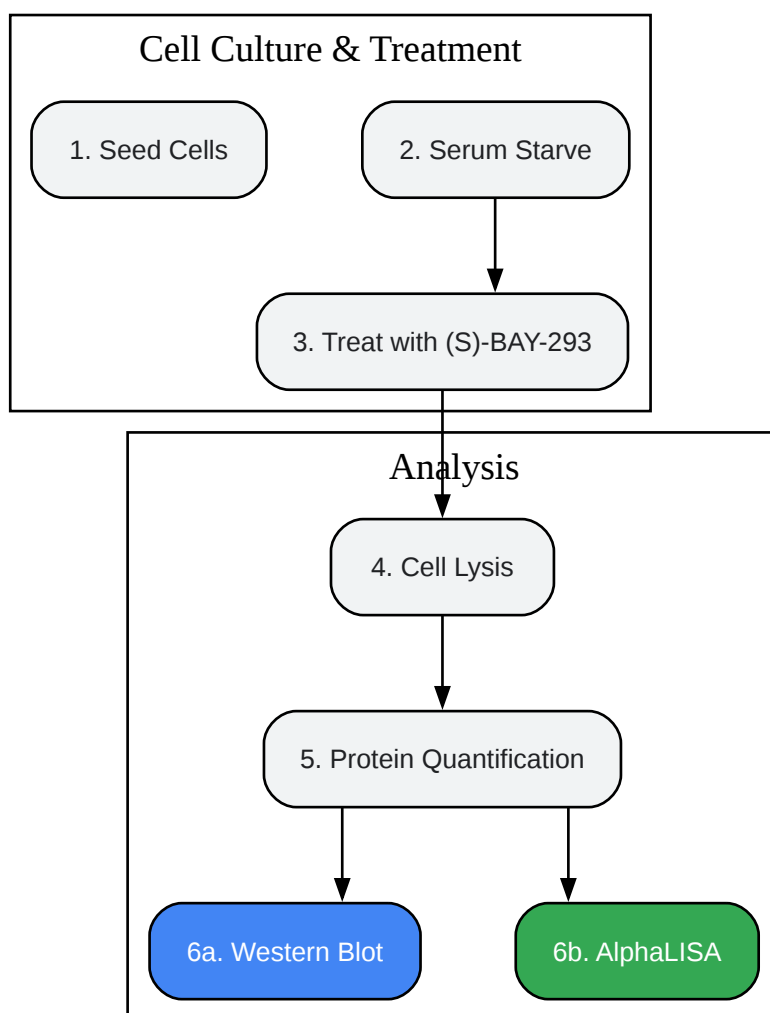 Cell Culture & Treatment
1. Seed Cells
2. Serum Starve
3. Treat with (S)-BAY-293
Analysis
4. Cell Lysis
5. Protein Quantification
6a. Western Blot
6b. AlphaLISA